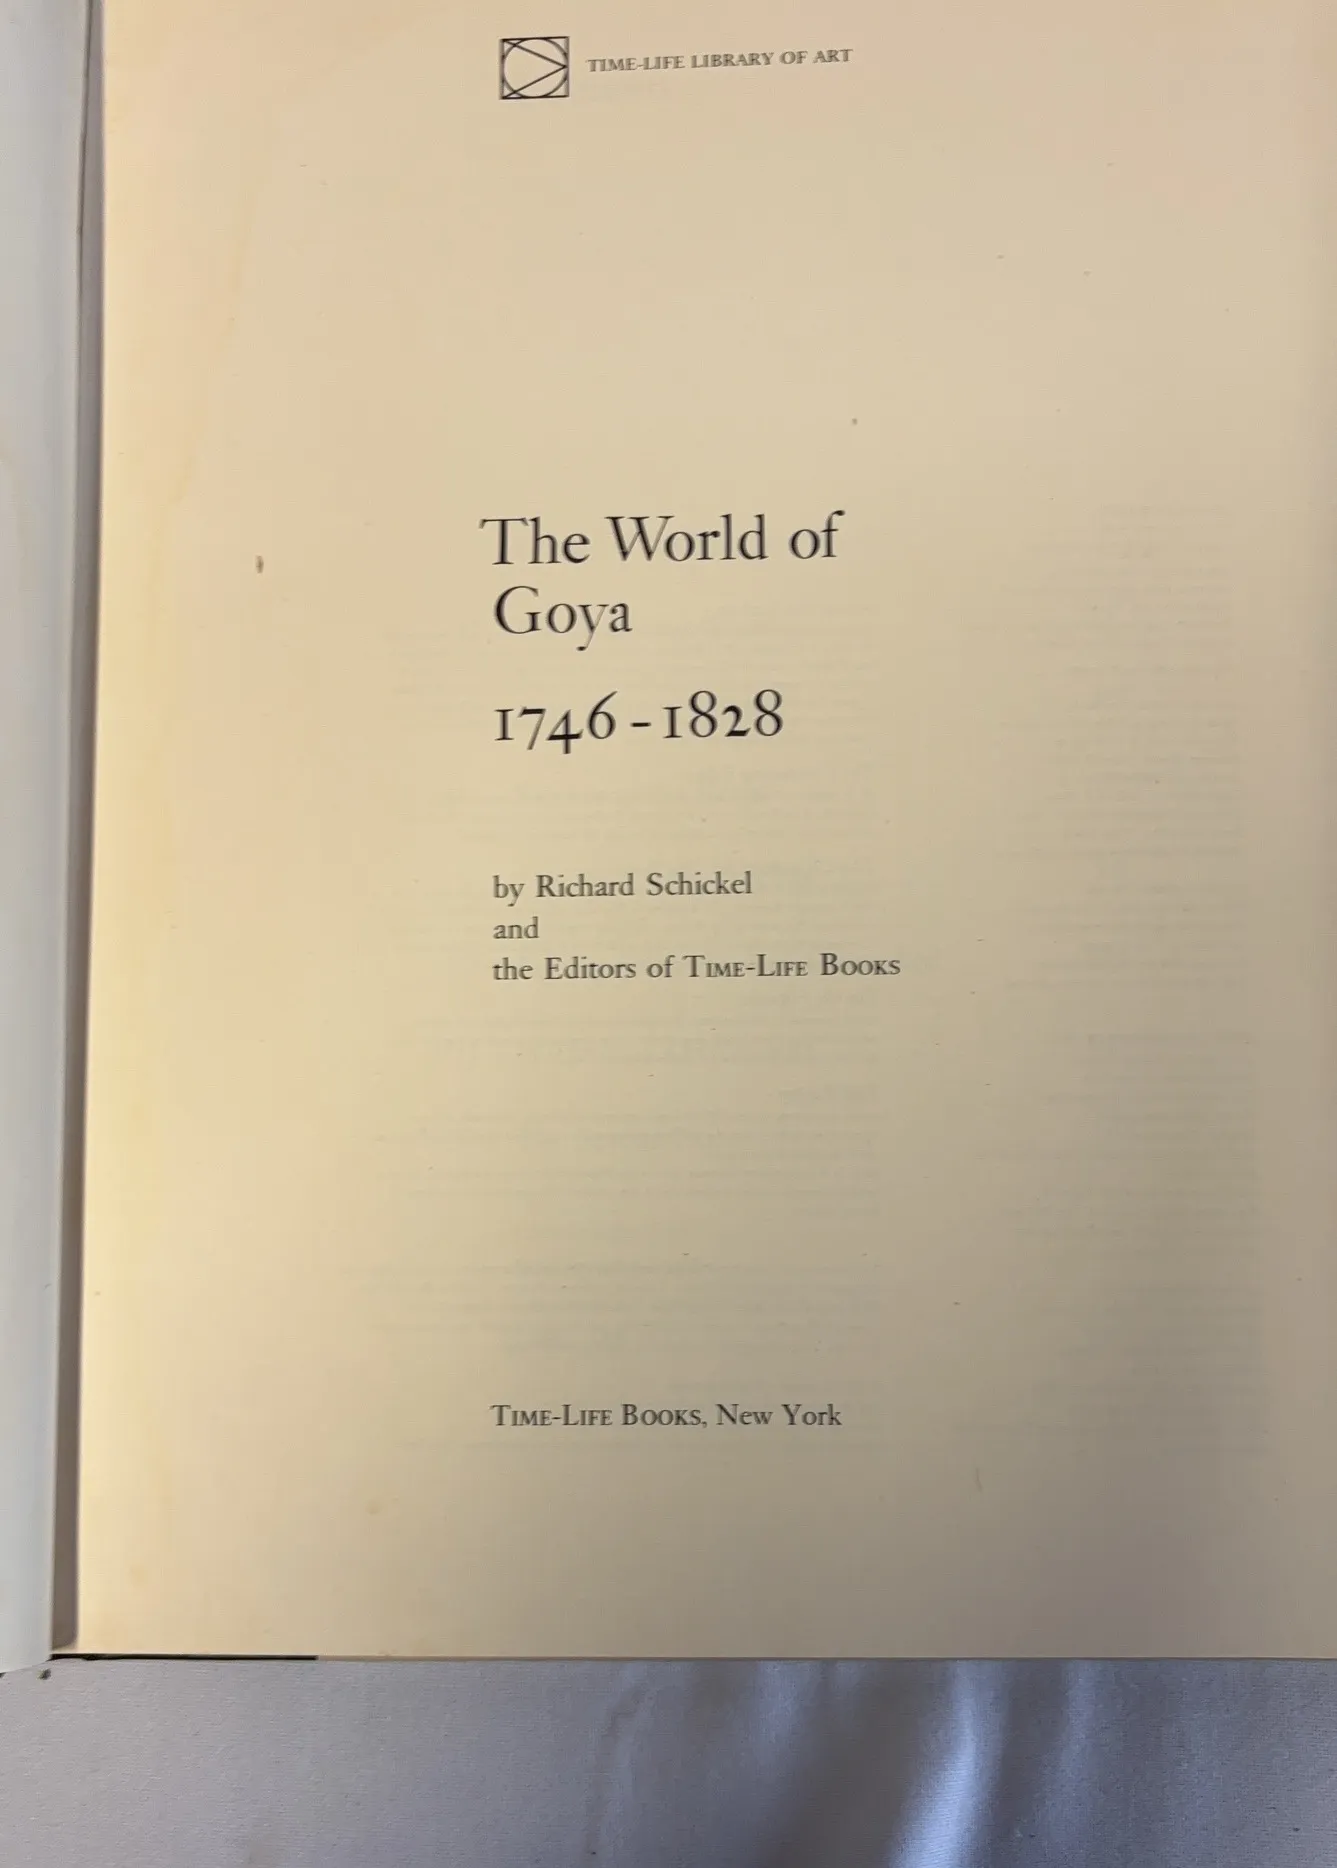 TIME-LIFE LIBRARY OF ART
The World of
Goya
1746-1828
by Richard Schickel
and
the Editors of TIME-LIFE BOOKS
TIME-LIFE BOOKS, New York